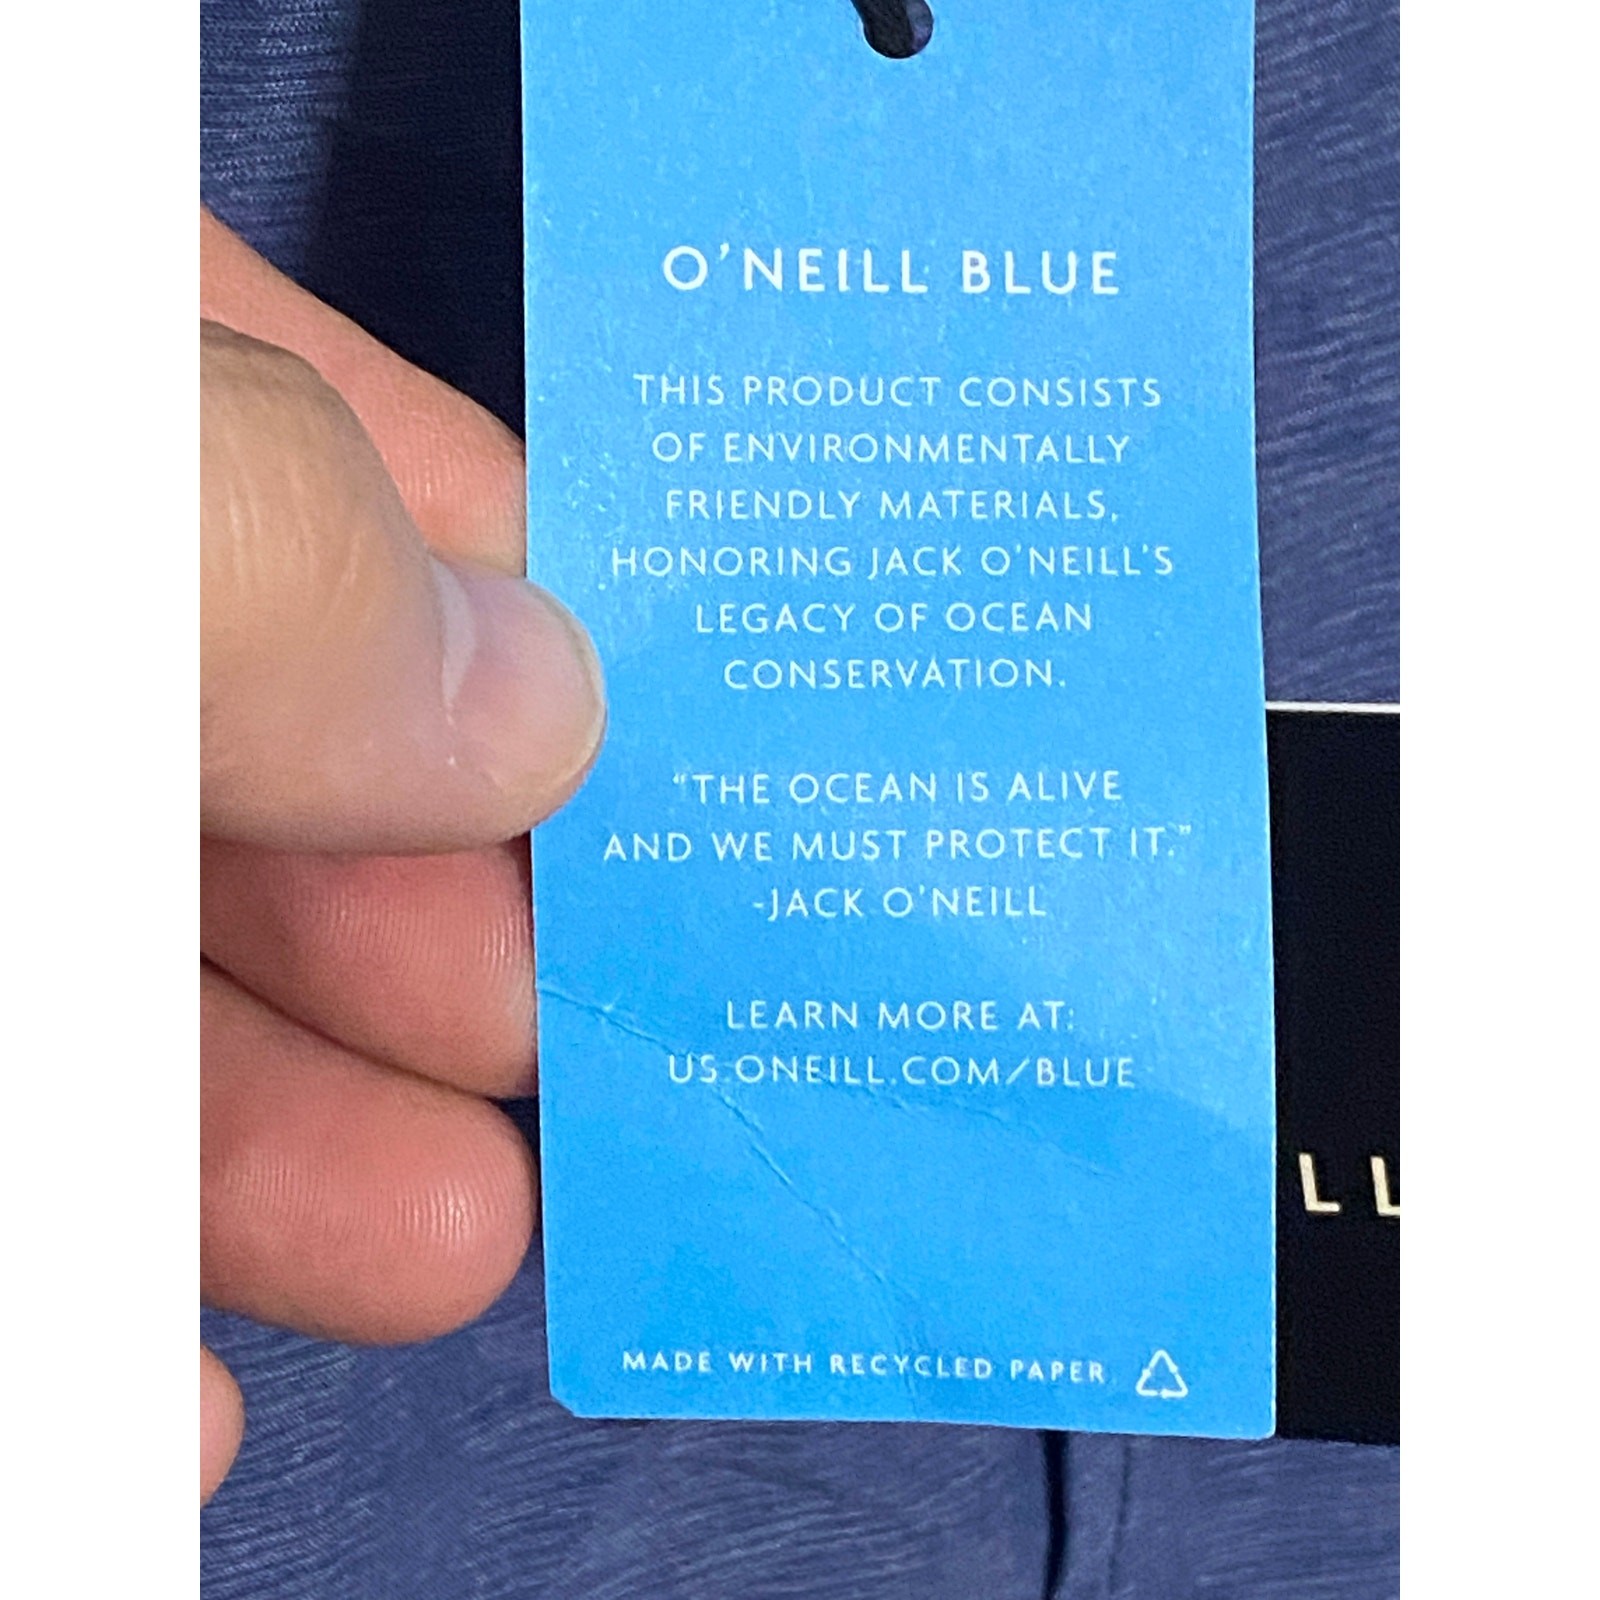 O'NEILL BLUE
THIS PRODUCT CONSISTS
OF ENVIRONMENTALLY
FRIENDLY MATERIALS,
HONORING JACK O'NEILL'S
LEGACY OF OCEAN
CONSERVATION.
“THE OCEAN IS ALIVE
AND WE MUST PROTECT IT.”
-JACK O'NEILL
LEARN MORE AT:
US.ONEILL.COM/BLUE
LL
MADE WITH RECYCLED PAPER